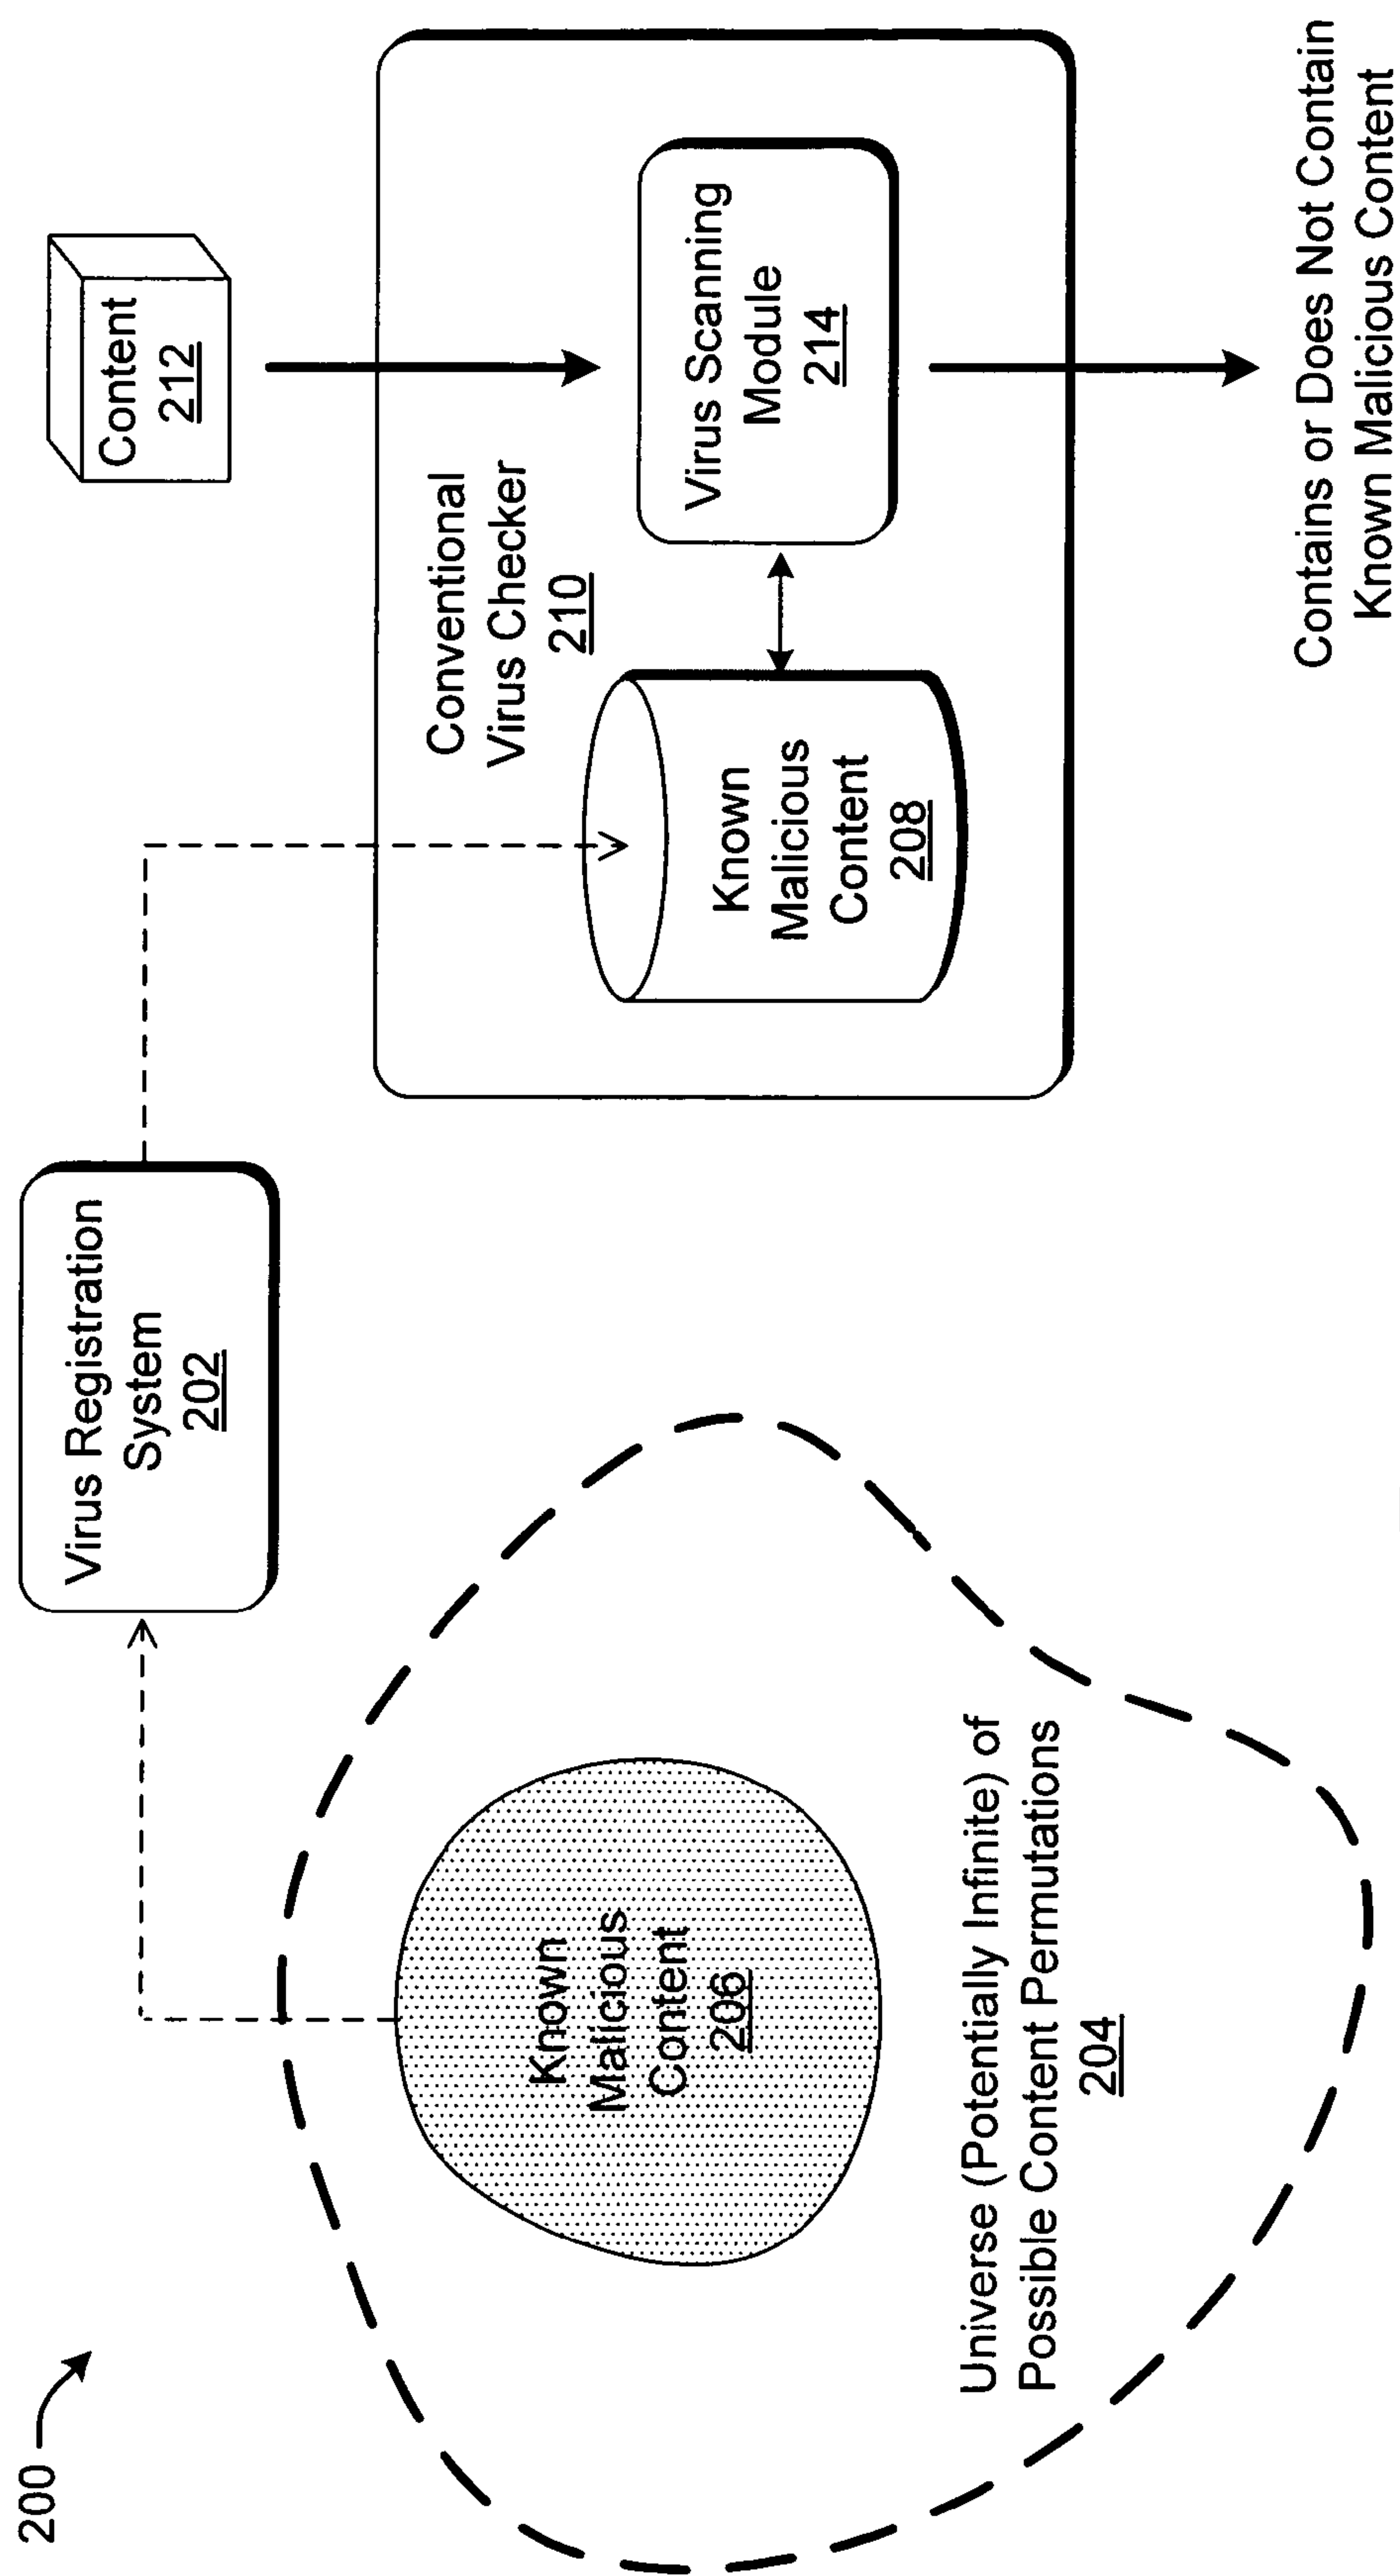 200
Virus Registration
System
202
Content
212
Conventional
Virus Checker
210
Virus Scanning
Module
214
Known
Malicious
Content
208
Known
Malicious
Content
206
Universe (Potentially Infinite) of
Possible Content Permutations
204
Contains or Does Not Contain
Known Malicious Content